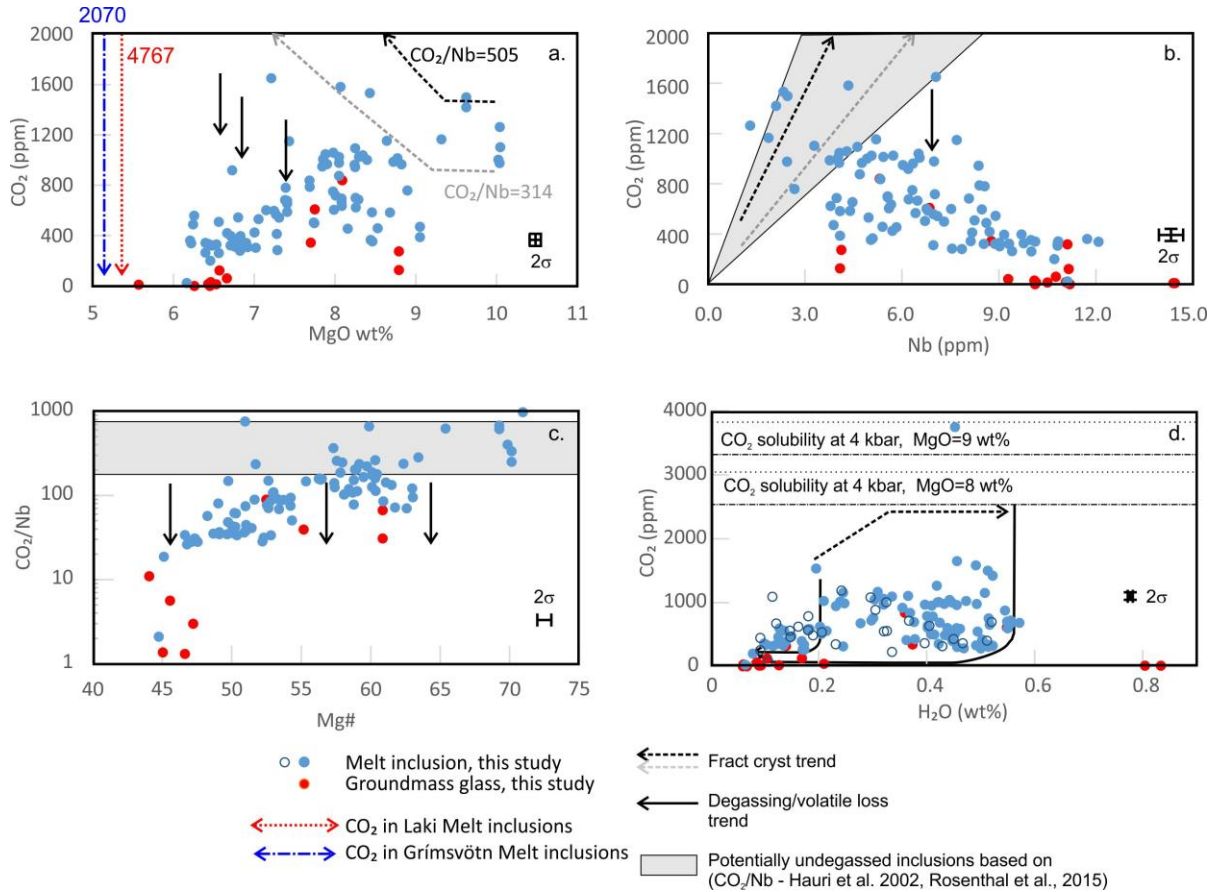 2070
4767
2000
1600
1200
800
400
0
CO₂ (ppm)
5 6 7 8 9 10 11
MgO wt%
CO₂/Nb=505
CO₂/Nb=314
a.
2σ
2000
1600
1200
800
400
0
CO₂ (ppm)
0.0 3.0 6.0 9.0 12.0 15.0
Nb (ppm)
b.
2σ
1000
100
10
1
CO₂/Nb
40 45 50 55 60 65 70 75
Mg#
c.
2σ
4000
3000
2000
1000
0
CO₂ (ppm)
0 0.2 0.4 0.6 0.8
H₂O (wt%)
d.
CO₂ solubility at 4 kbar, MgO=9 wt%
CO₂ solubility at 4 kbar, MgO=8 wt%
2σ
Melt inclusion, this study
Groundmass glass, this study
CO₂ in Laki Melt inclusions
CO₂ in Grímsvötn Melt inclusions
Fract cryst trend
Degassing/volatile loss
trend
Potentially undegassed inclusions based on
(CO₂/Nb - Hauri et al. 2002, Rosenthal et al., 2015)